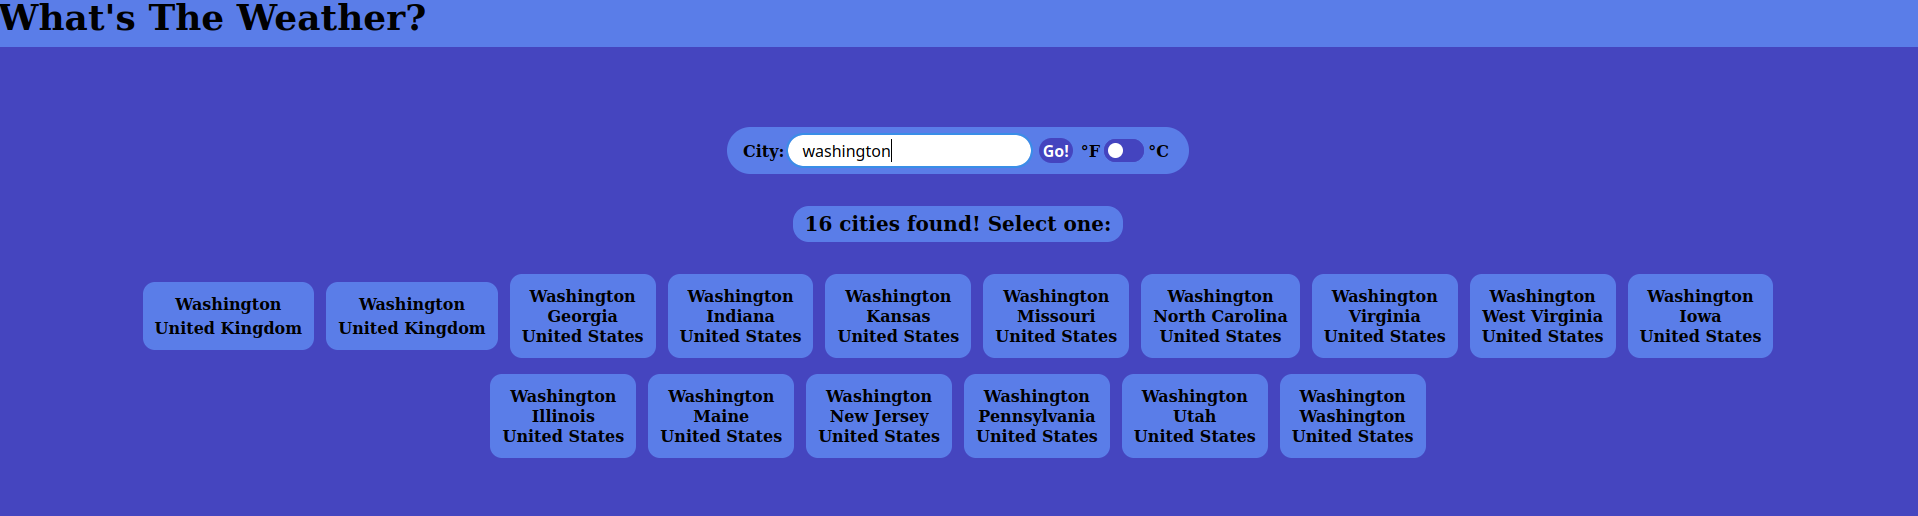 What's The Weather?
City: washington Go! °F °C
16 cities found! Select one:
Washington
United Kingdom
Washington
United Kingdom
Washington
Georgia
United States
Washington
Indiana
United States
Washington
Kansas
United States
Washington
Missouri
United States
Washington
North Carolina
United States
Washington
Virginia
United States
Washington
West Virginia
United States
Washington
Iowa
United States
Washington
Illinois
United States
Washington
Maine
United States
Washington
New Jersey
United States
Washington
Pennsylvania
United States
Washington
Utah
United States
Washington
Washington
United States